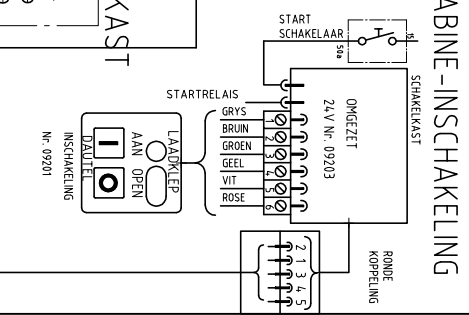 KAST
ABINE-INSCHAKELING
START
SCHAKELAAR
15
50a
SCHAKELKAST
STARTRELAIS
OMGEZET
24V Nr. 09203
GRYS
BRUIN
GROEN
GEEL
VIT
ROSE
1
2
3
4
5
6
LAADKLEP
AAN OPEN
I O
DAUTEL
INSCHAKELING
Nr. 09201
RONDE
KOPPELING
2
1
3
4
5